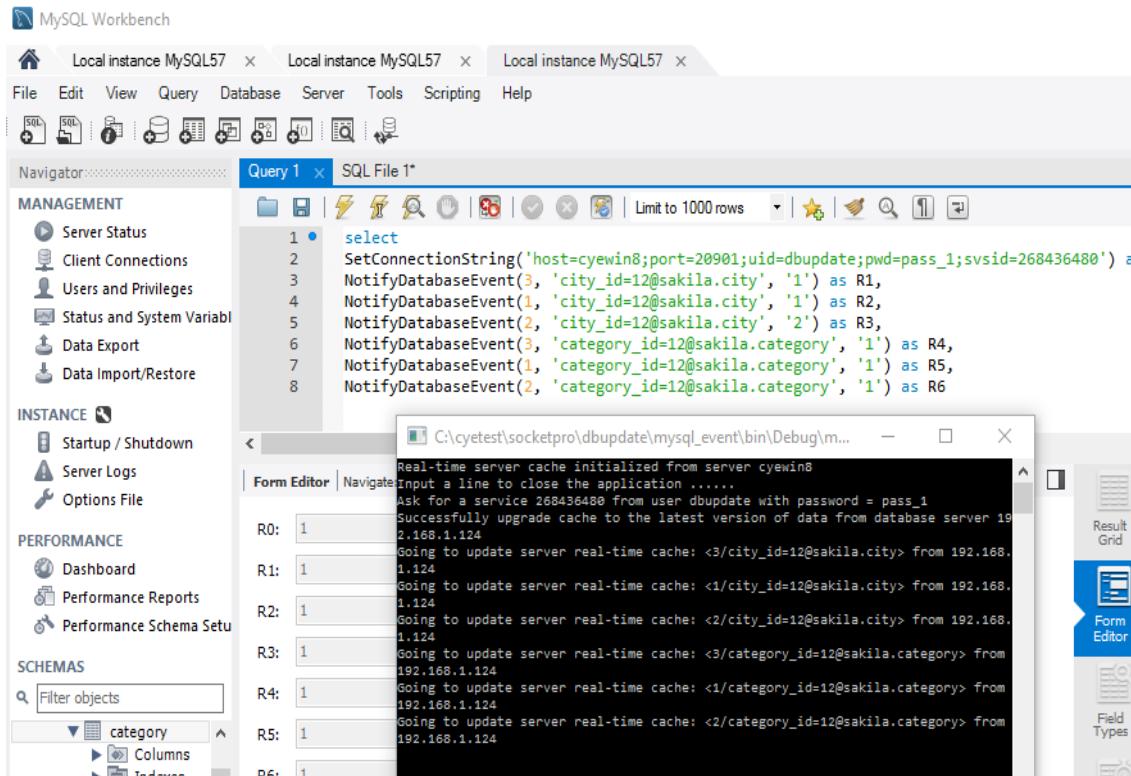 MySQL Workbench
Local instance MySQL57 × Local instance MySQL57 × Local instance MySQL57 ×
File Edit View Query Database Server Tools Scripting Help
Navigator
Query 1 × SQL File 1*
MANAGEMENT
Server Status
Client Connections
Users and Privileges
Status and System Variabl
Data Export
Data Import/Restore
INSTANCE
Startup / Shutdown
Server Logs
Options File
PERFORMANCE
Dashboard
Performance Reports
Performance Schema Setu
SCHEMAS
Filter objects
category
Columns
Indexes
Limit to 1000 rows
1 select
2 SetConnectionString('host=cyewin8;port=20901;uid=dbupdate;pwd=pass_1;svsid=268436480') a
3 NotifyDatabaseEvent(3, 'city_id=12@sakila.city', '1') as R1,
4 NotifyDatabaseEvent(1, 'city_id=12@sakila.city', '1') as R2,
5 NotifyDatabaseEvent(2, 'city_id=12@sakila.city', '2') as R3,
6 NotifyDatabaseEvent(3, 'category_id=12@sakila.category', '1') as R4,
7 NotifyDatabaseEvent(1, 'category_id=12@sakila.category', '1') as R5,
8 NotifyDatabaseEvent(2, 'category_id=12@sakila.category', '1') as R6
Form Editor Navigate:
R0: 1
R1: 1
R2: 1
R3: 1
R4: 1
R5: 1
R6: 1
C:\cyetest\socketpro\dbupdate\mysql_event\bin\Debug\m...
Real-time server cache initialized from server cyewin8
Input a line to close the application ......
Ask for a service 268436480 from user dbupdate with password = pass_1
Successfully upgrade cache to the latest version of data from database server 19
2.168.1.124
Going to update server real-time cache: <3/city_id=12@sakila.city> from 192.168.
1.124
Going to update server real-time cache: <1/city_id=12@sakila.city> from 192.168.
1.124
Going to update server real-time cache: <2/city_id=12@sakila.city> from 192.168.
1.124
Going to update server real-time cache: <3/category_id=12@sakila.category> from
192.168.1.124
Going to update server real-time cache: <1/category_id=12@sakila.category> from
192.168.1.124
Going to update server real-time cache: <2/category_id=12@sakila.category> from
192.168.1.124
Result
Grid
Form
Editor
Field
Types